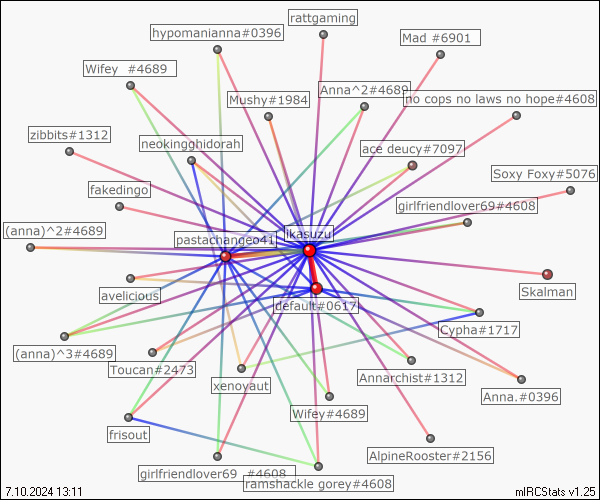 rattgaming
hypomanianna#0396
Mad #6901
Wifey  #4689
Anna^2#4689
Mushy#1984
no cops no laws no hope#4608
zibbits#1312
neokingghidorah
ace deucy#7097
Soxy Foxy#5076
fakedingo
girlfriendlover69#4608
(anna)^2#4689
pastachangeo41
ikasuzu
avelicious
Skalman
default#0617
Cypha#1717
(anna)^3#4689
Toucan#2473
xenoyaut
Annarchist#1312
Anna.#0396
Wifey#4689
frisout
AlpineRooster#2156
girlfriendlover69  #4608
ramshackle gorey#4608
7.10.2024 13:11
mIRCStats v1.25